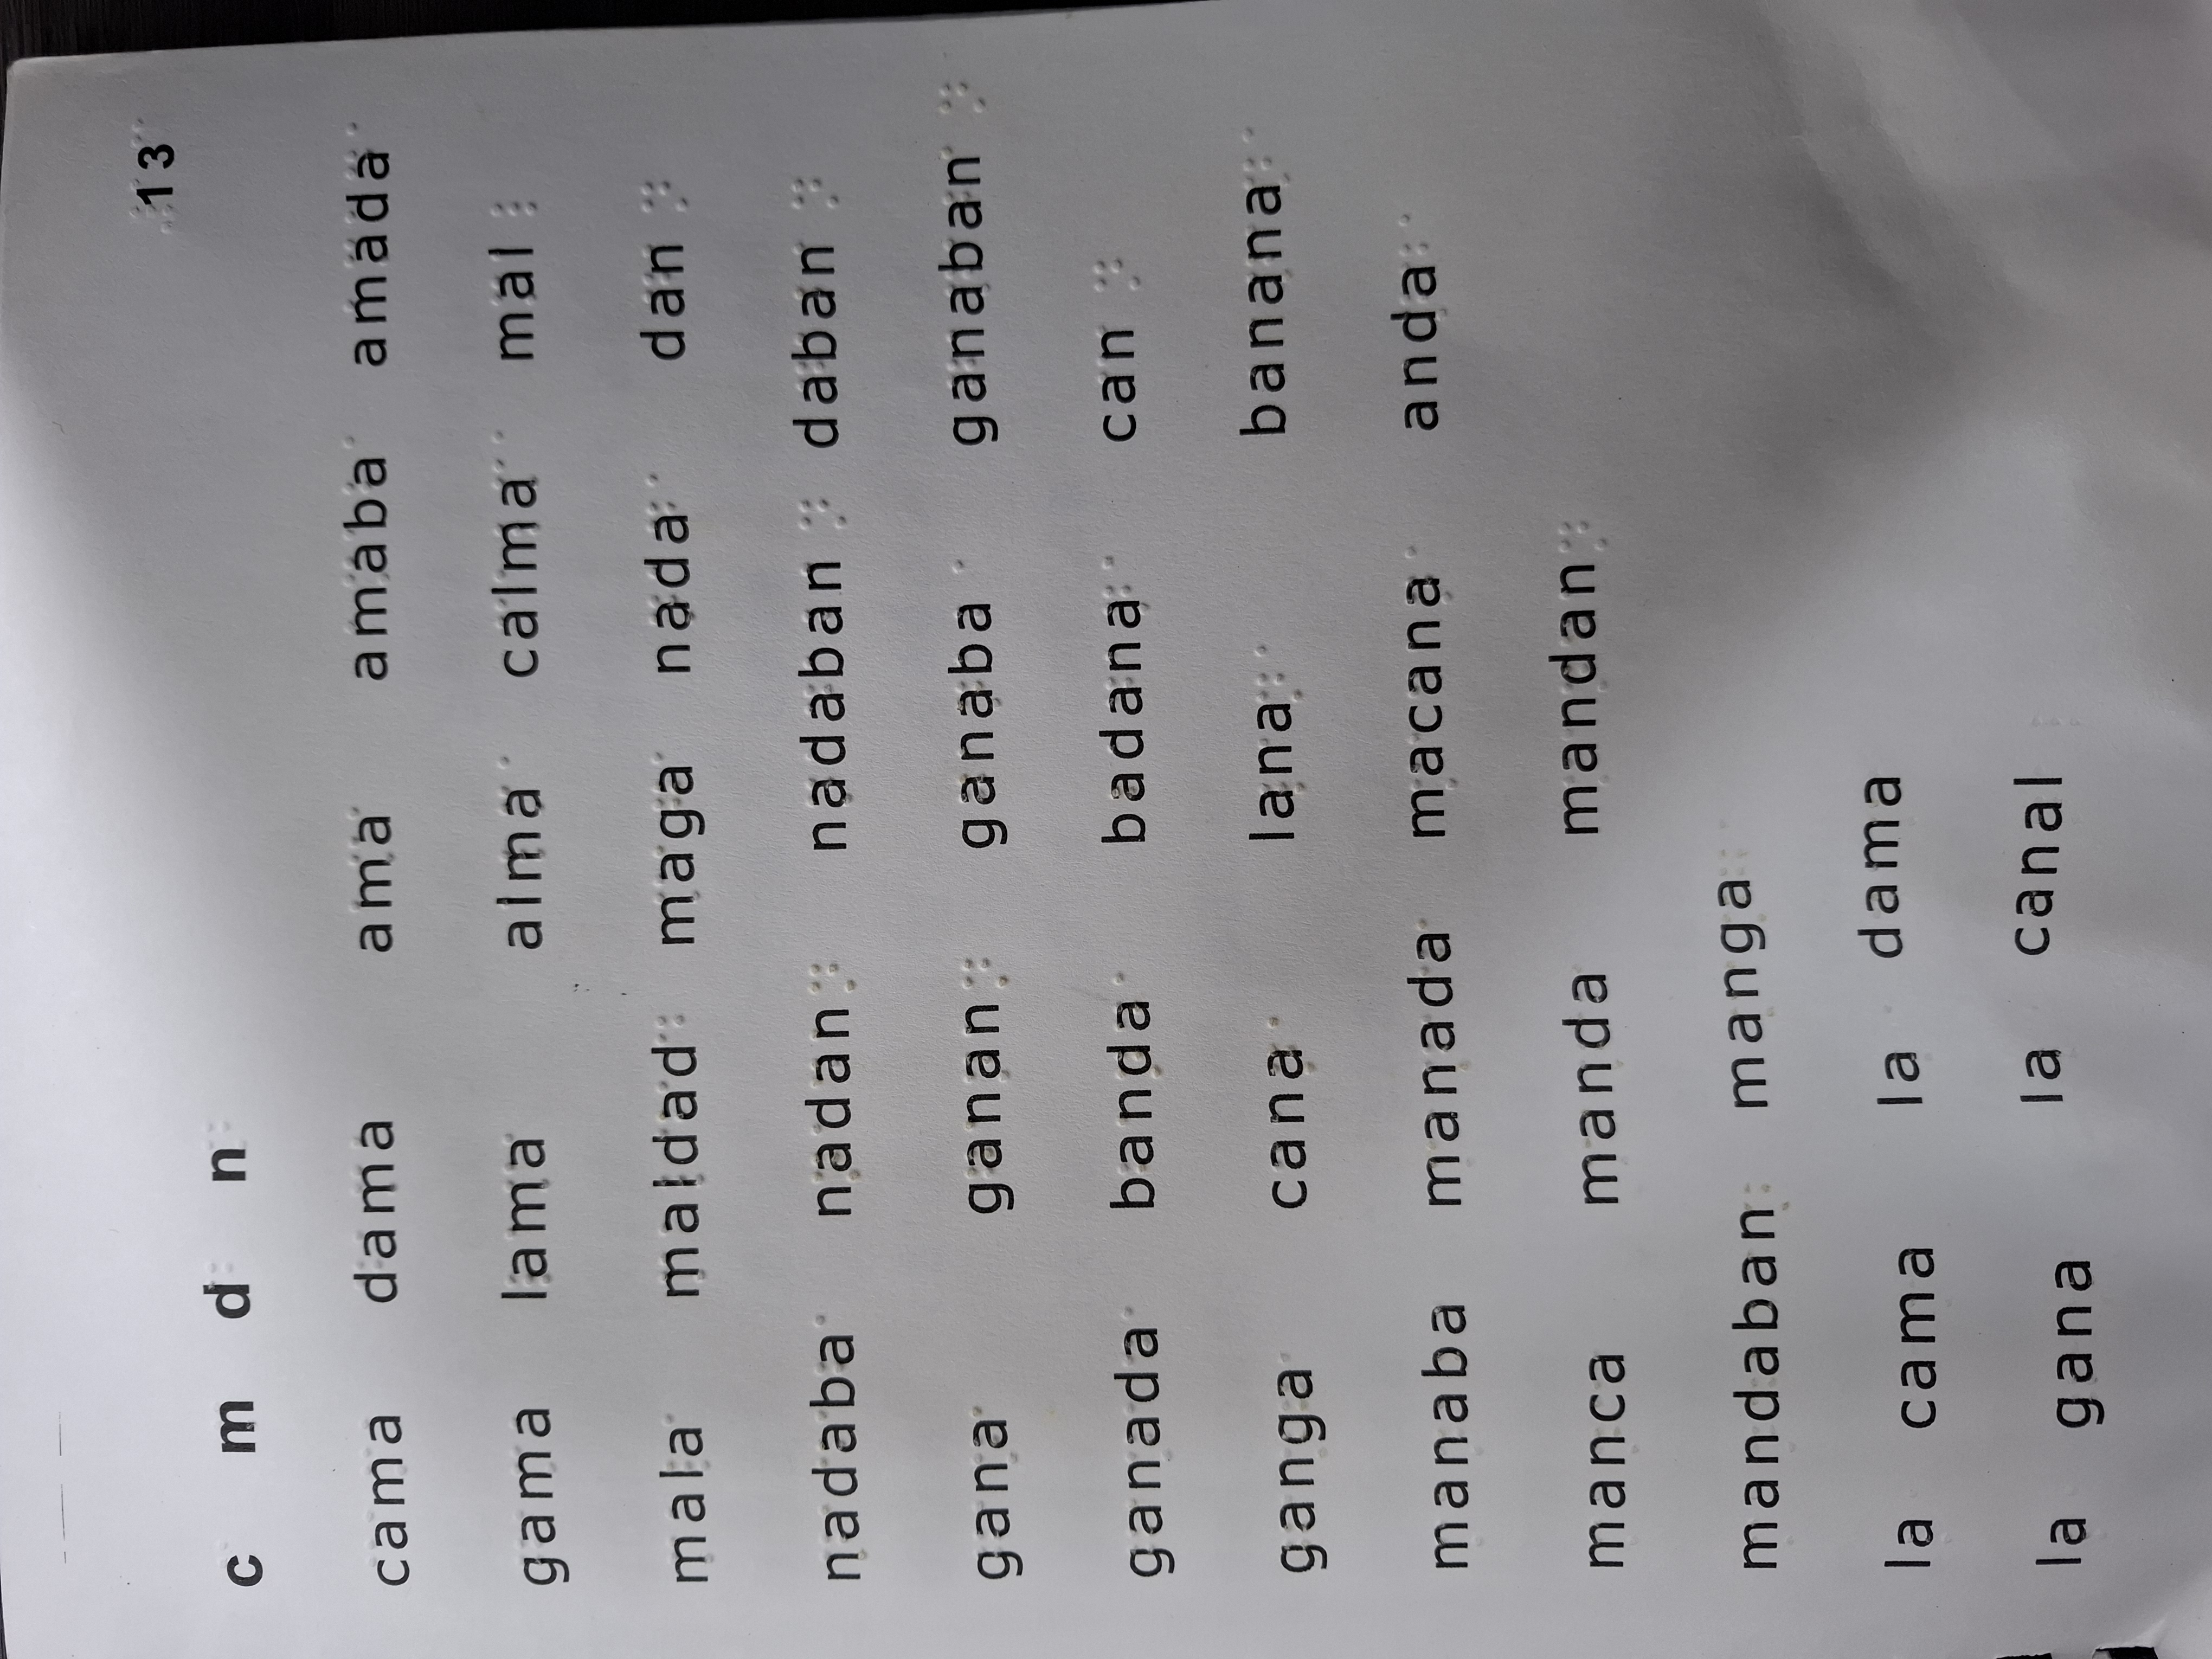 13
c m d n
cama dama ama amaba amada
gama lama alma calma mal
mala maldad maga nada dan
nadaba nadan nadaban daban
gana ganan ganaba ganaban
ganada banda badana can
ganga cana lana banana
manaba manada macana anda
manca manda mandan
mandaban manga
la cama la dama
la gana la canal